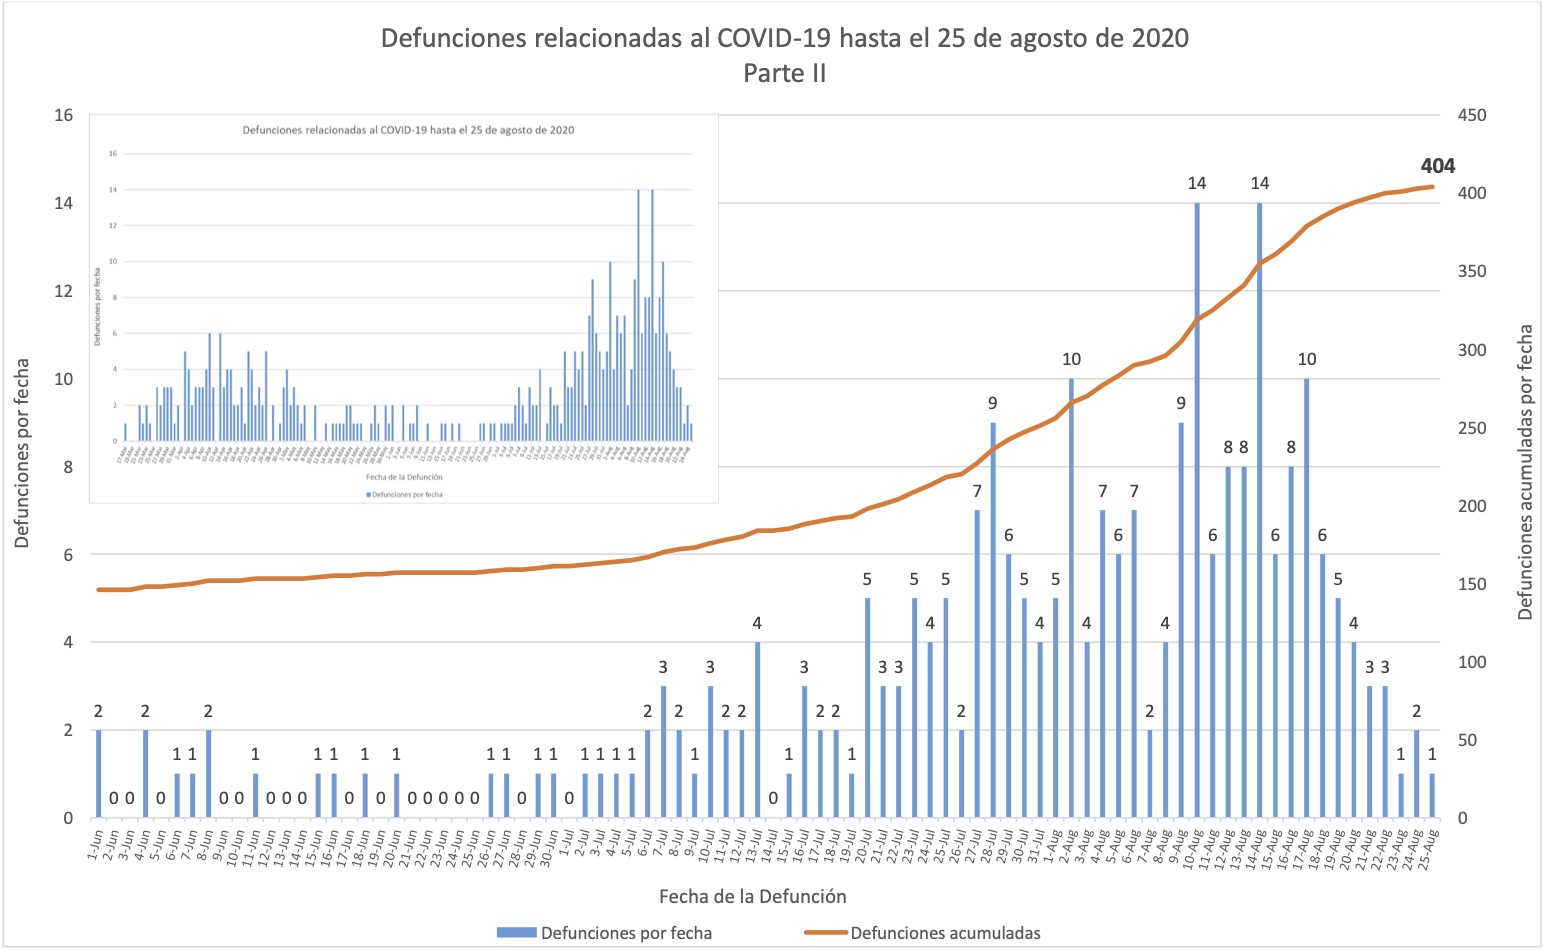 Defunciones relacionadas al COVID-19 hasta el 25 de agosto de 2020
Parte II
16
14
12
10
8
6
4
2
0
Defunciones por fecha
Defunciones relacionadas al COVID-19 hasta el 25 de agosto de 2020
16
14
12
10
8
6
4
2
0
Defunciones por fecha
Fecha de la Defunción
Defunciones por fecha
450
400
350
300
250
200
150
100
50
0
Defunciones acumuladas por fecha
404
2 0 0 2 0 1 1 2 0 0 1 0 0 0 1 1 0 1 0 1 0 0 0 0 0 1 1 0 1 1 0 1 1 1 1 2 3 2 1 3 2 2 4 0 1 3 2 2 1 5 3 3 5 4 5 2 7 9 6 5 4 5 10 4 7 6 7 2 4 9 14 6 8 8 14 6 8 10 6 5 4 3 3 1 2 1
1-Jun 2-Jun 3-Jun 4-Jun 5-Jun 6-Jun 7-Jun 8-Jun 9-Jun 10-Jun 11-Jun 12-Jun 13-Jun 14-Jun 15-Jun 16-Jun 17-Jun 18-Jun 19-Jun 20-Jun 21-Jun 22-Jun 23-Jun 24-Jun 25-Jun 26-Jun 27-Jun 28-Jun 29-Jun 30-Jun 1-Jul 2-Jul 3-Jul 4-Jul 5-Jul 6-Jul 7-Jul 8-Jul 9-Jul 10-Jul 11-Jul 12-Jul 13-Jul 14-Jul 15-Jul 16-Jul 17-Jul 18-Jul 19-Jul 20-Jul 21-Jul 22-Jul 23-Jul 24-Jul 25-Jul 26-Jul 27-Jul 28-Jul 29-Jul 30-Jul 31-Jul 1-Aug 2-Aug 3-Aug 4-Aug 5-Aug 6-Aug 7-Aug 8-Aug 9-Aug 10-Aug 11-Aug 12-Aug 13-Aug 14-Aug 15-Aug 16-Aug 17-Aug 18-Aug 19-Aug 20-Aug 21-Aug 22-Aug 23-Aug 24-Aug 25-Aug
Fecha de la Defunción
Defunciones por fecha Defunciones acumuladas